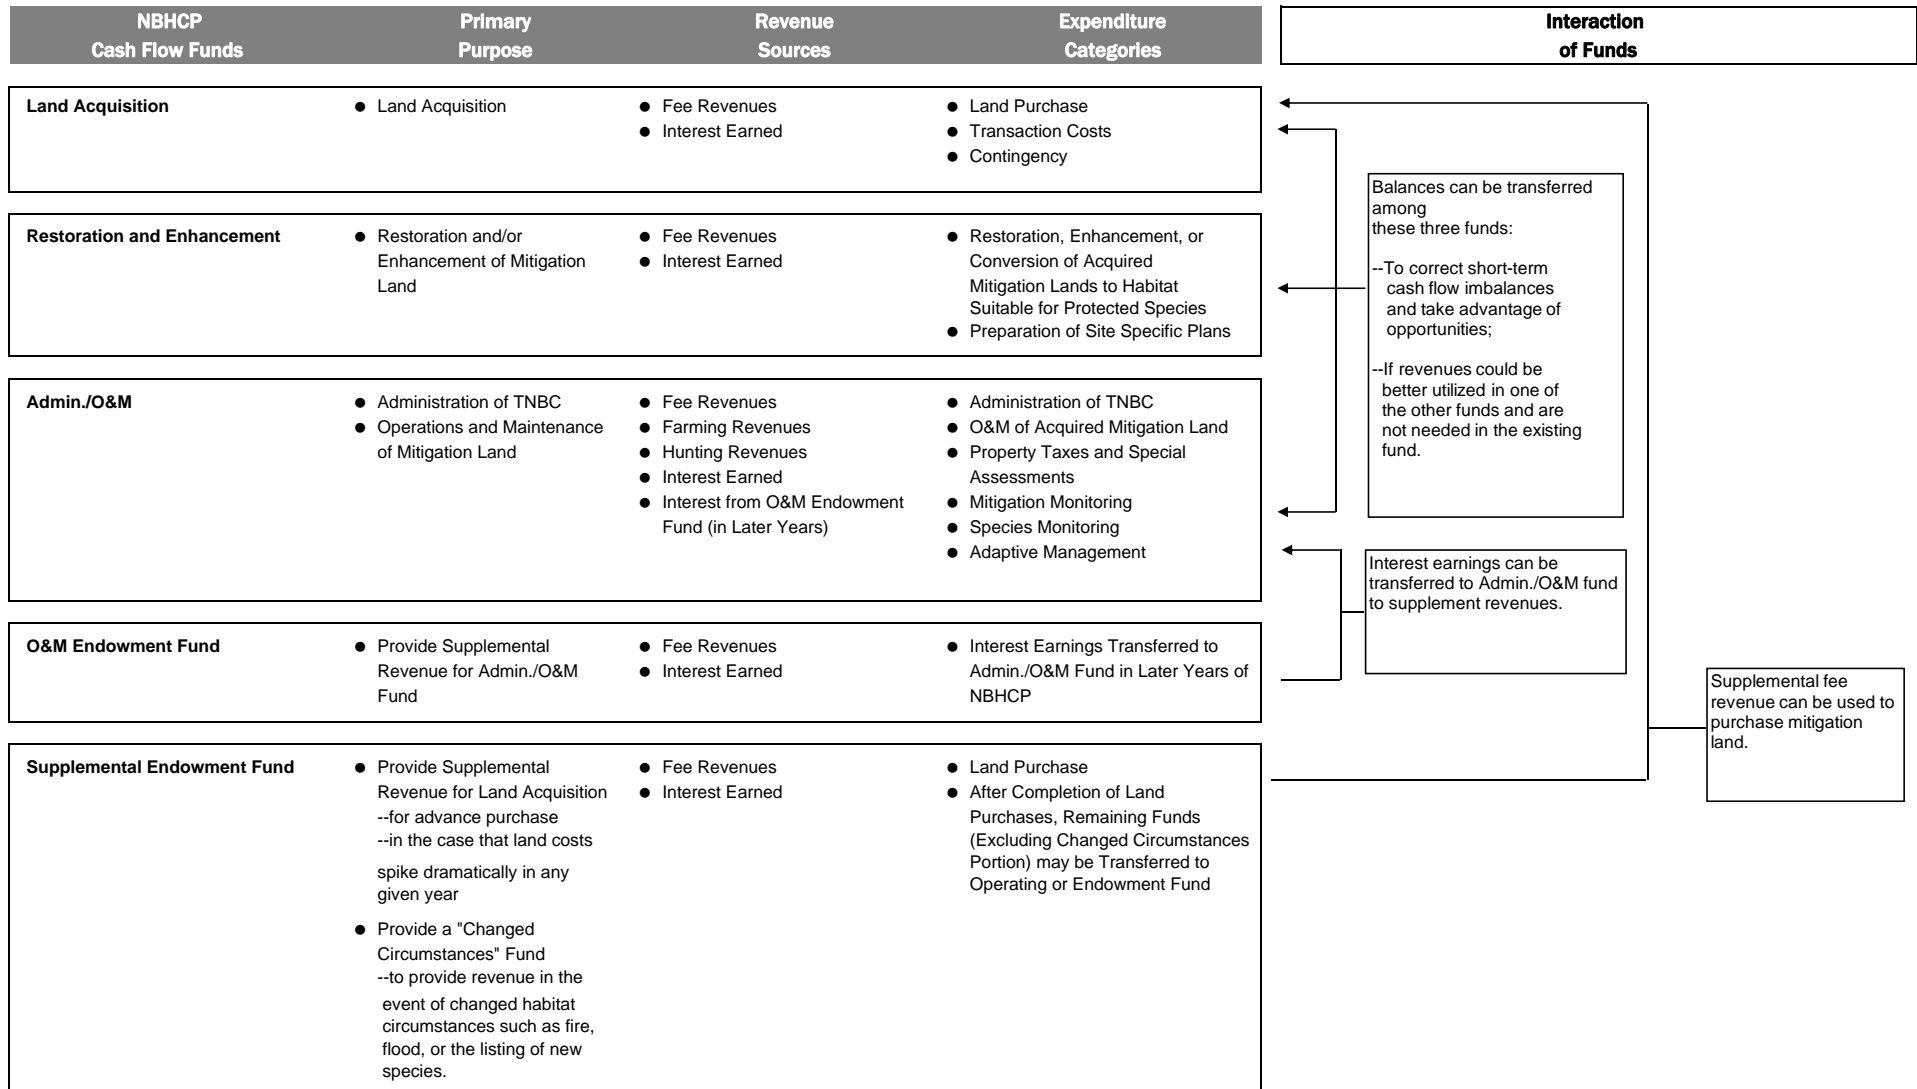 NBHCP
Cash Flow Funds
Primary
Purpose
Revenue
Sources
Expenditure
Categories
Interaction
of Funds
Land Acquisition
● Land Acquisition
● Fee Revenues
● Interest Earned
● Land Purchase
● Transaction Costs
● Contingency
Restoration and Enhancement
● Restoration and/or
Enhancement of Mitigation
Land
● Fee Revenues
● Interest Earned
● Restoration, Enhancement, or
Conversion of Acquired
Mitigation Lands to Habitat
Suitable for Protected Species
● Preparation of Site Specific Plans
Admin./O&M
● Administration of TNBC
● Operations and Maintenance
of Mitigation Land
● Fee Revenues
● Farming Revenues
● Hunting Revenues
● Interest Earned
● Interest from O&M Endowment
Fund (in Later Years)
● Administration of TNBC
● O&M of Acquired Mitigation Land
● Property Taxes and Special
Assessments
● Mitigation Monitoring
● Species Monitoring
● Adaptive Management
O&M Endowment Fund
● Provide Supplemental
Revenue for Admin./O&M
Fund
● Fee Revenues
● Interest Earned
● Interest Earnings Transferred to
Admin./O&M Fund in Later Years of
NBHCP
Supplemental Endowment Fund
● Provide Supplemental
Revenue for Land Acquisition
--for advance purchase
--in the case that land costs
spike dramatically in any
given year
● Provide a "Changed
Circumstances" Fund
--to provide revenue in the
event of changed habitat
circumstances such as fire,
flood, or the listing of new
species.
● Fee Revenues
● Interest Earned
● Land Purchase
● After Completion of Land
Purchases, Remaining Funds
(Excluding Changed Circumstances
Portion) may be Transferred to
Operating or Endowment Fund
Balances can be transferred
among
these three funds:
--To correct short-term
cash flow imbalances
and take advantage of
opportunities;
--If revenues could be
better utilized in one of
the other funds and are
not needed in the existing
fund.
Interest earnings can be
transferred to Admin./O&M fund
to supplement revenues.
Supplemental fee
revenue can be used to
purchase mitigation
land.